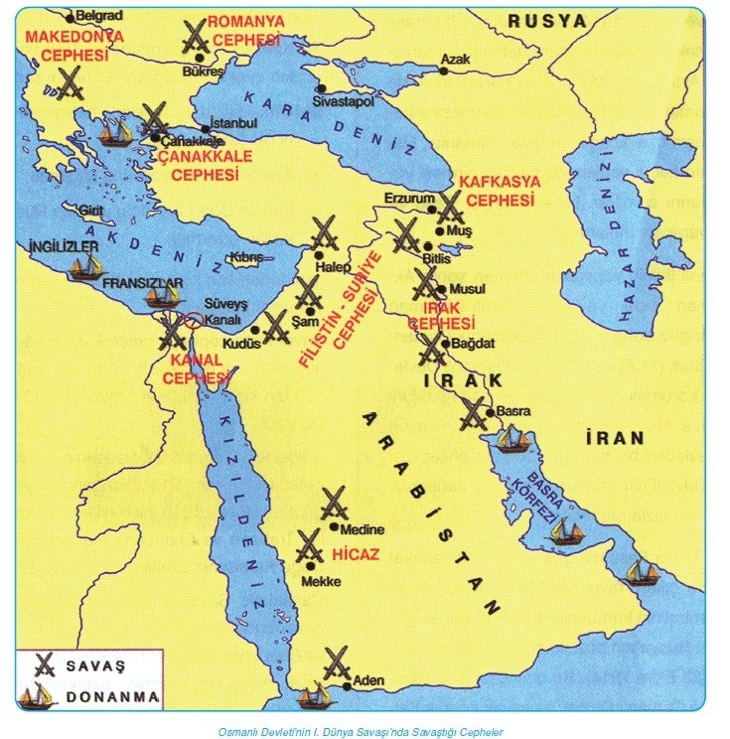 Belgrad
ROMANYA
CEPHESİ
RUSYA
MAKEDONYA
CEPHESİ
Bükreş
Azak
Sivastapol
KARA DENİZ
İstanbul
Çanakkale
ÇANAKKALE
CEPHESİ
KAFKASYA
CEPHESİ
Erzurum
Muş
Bitlis
HAZAR DENİZİ
Girit
AKDENİZ
İNGİLİZLER
Kıbrıs
Halep
FRANSIZLAR
Musul
Süveyş
Kanalı
Şam
FİLİSTİN - SURİYE
CEPHESİ
IRAK
CEPHESİ
Kudüs
Bağdat
KANAL
CEPHESİ
IRAK
Basra
İRAN
KIZILDENİZ
ARABİSTAN
BASRA
KÖRFEZİ
Medine
HİCAZ
Mekke
Aden
SAVAŞ
DONANMA
Osmanlı Devleti'nin I. Dünya Savaşı'nda Savaştığı Cepheler